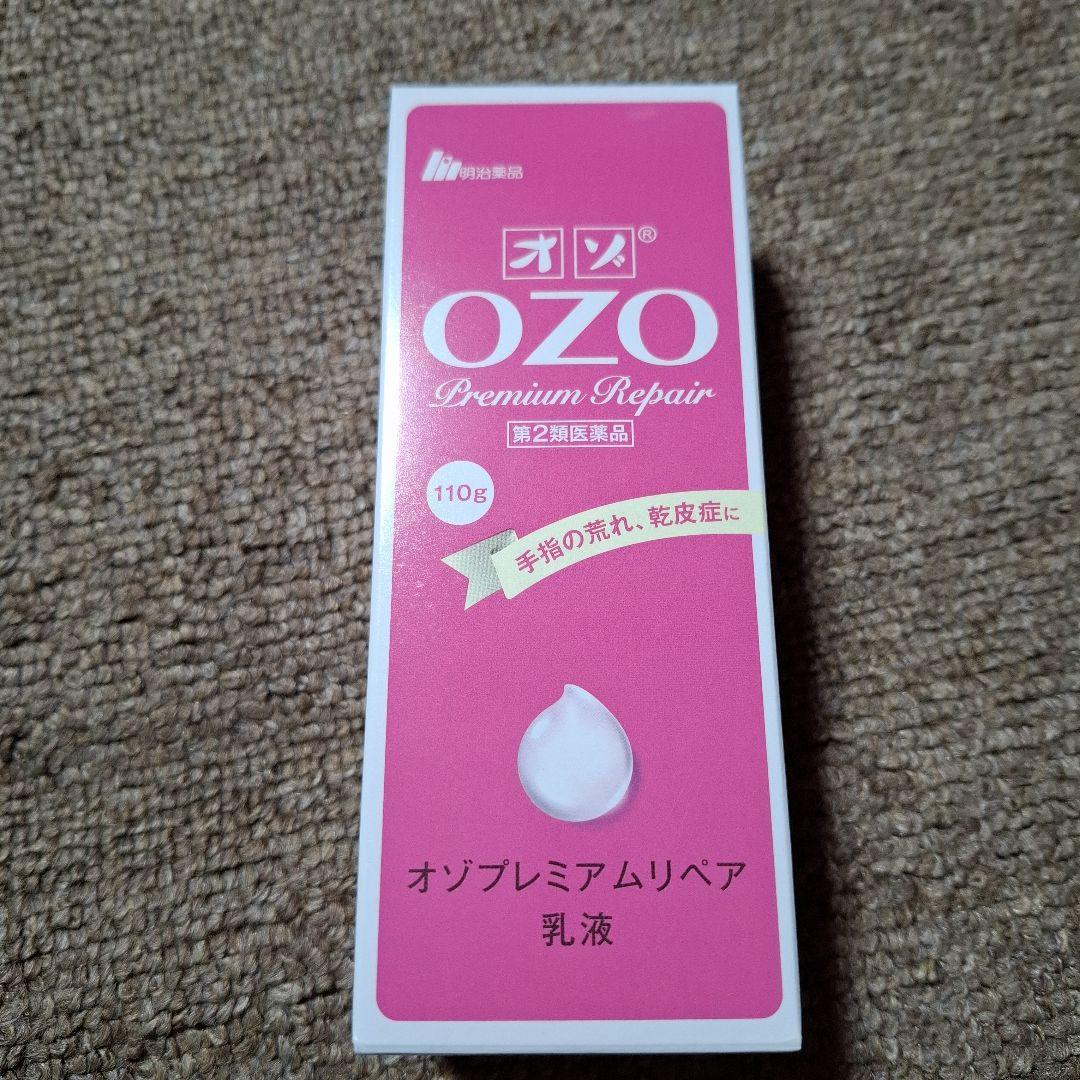 明治薬品
オゾ®
OZO
Premium Repair
第2類医薬品
110g
手指の荒れ、乾皮症に
オゾプレミアムリペア
乳液